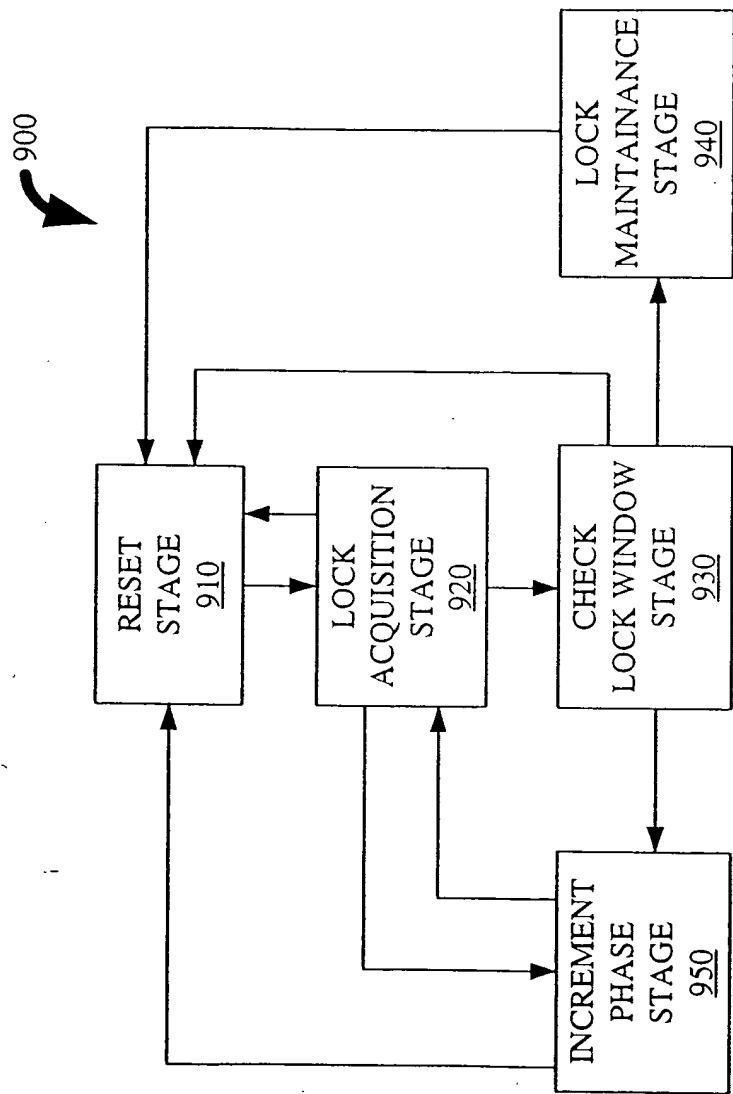 900
RESET
STAGE
910
LOCK
ACQUISITION
STAGE
920
CHECK
LOCK WINDOW
STAGE
930
LOCK
MAINTAINANCE
STAGE
940
INCREMENT
PHASE
STAGE
950